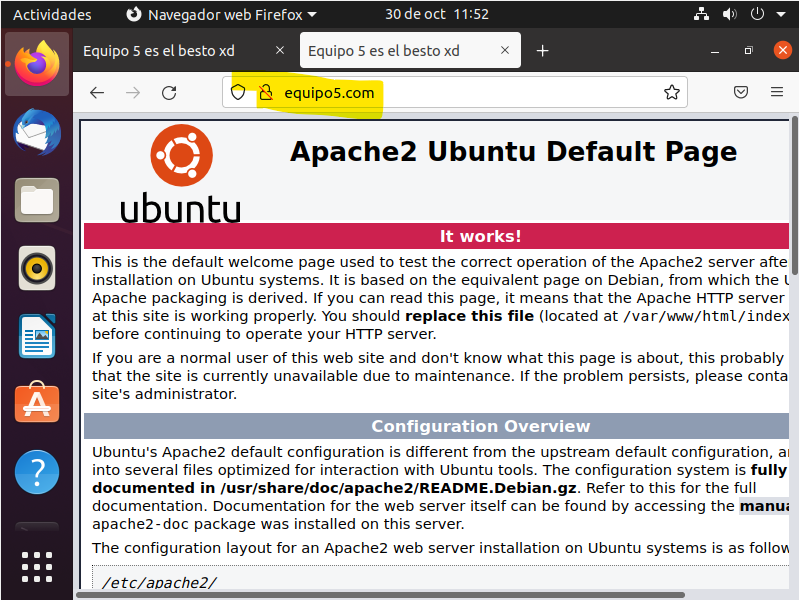 Actividades Navegador web Firefox 30 de oct 11:52
Equipo 5 es el besto xd Equipo 5 es el besto xd
equipo5.com
ubuntu
Apache2 Ubuntu Default Page
It works!
This is the default welcome page used to test the correct operation of the Apache2 server afte
installation on Ubuntu systems. It is based on the equivalent page on Debian, from which the U
Apache packaging is derived. If you can read this page, it means that the Apache HTTP server
at this site is working properly. You should replace this file (located at /var/www/html/index
before continuing to operate your HTTP server.
If you are a normal user of this web site and don't know what this page is about, this probably
that the site is currently unavailable due to maintenance. If the problem persists, please conta
site's administrator.
Configuration Overview
Ubuntu's Apache2 default configuration is different from the upstream default configuration, a
into several files optimized for interaction with Ubuntu tools. The configuration system is fully
documented in /usr/share/doc/apache2/README.Debian.gz. Refer to this for the full
documentation. Documentation for the web server itself can be found by accessing the manua
apache2-doc package was installed on this server.
The configuration layout for an Apache2 web server installation on Ubuntu systems is as follow
/etc/apache2/